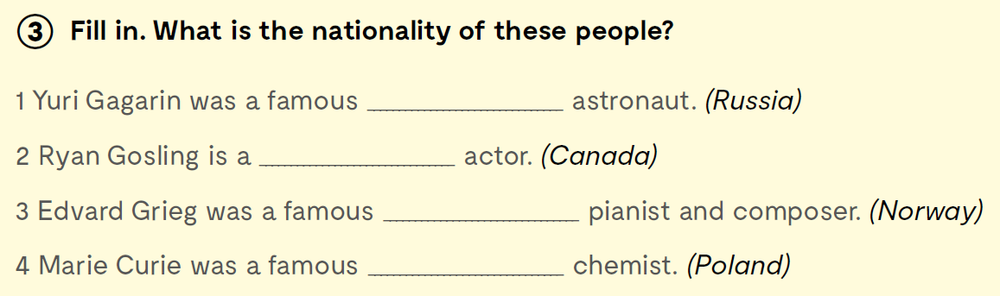 3 Fill in. What is the nationality of these people?
1 Yuri Gagarin was a famous ______________ astronaut. (Russia)
2 Ryan Gosling is a ______________ actor. (Canada)
3 Edvard Grieg was a famous ______________ pianist and composer. (Norway)
4 Marie Curie was a famous ______________ chemist. (Poland)